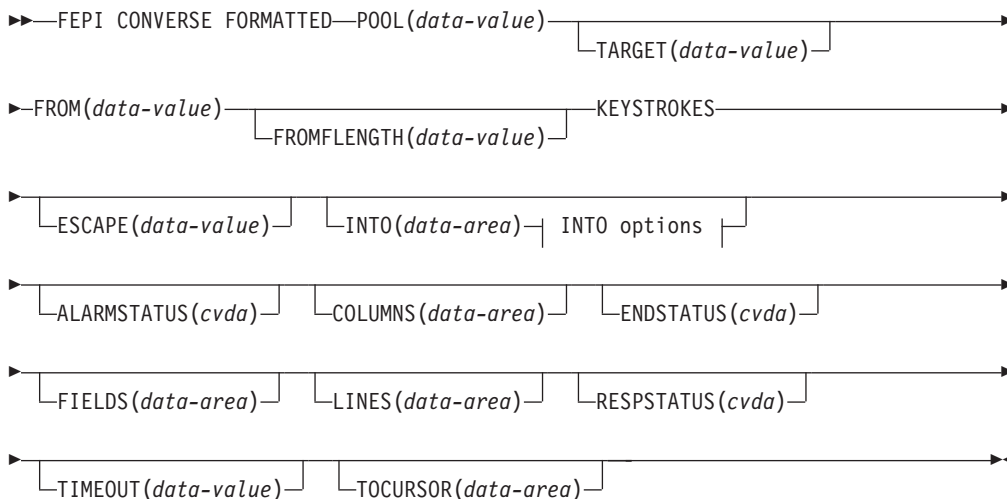 FEPI CONVERSE FORMATTED POOL(data-value)
TARGET(data-value)
FROM(data-value) KEYSTROKES
FROMFLENGTH(data-value)
ESCAPE(data-value) INTO(data-area) INTO options
ALARMSTATUS(cvda) COLUMNS(data-area) ENDSTATUS(cvda)
FIELDS(data-area) LINES(data-area) RESPSTATUS(cvda)
TIMEOUT(data-value) TOCURSOR(data-area)